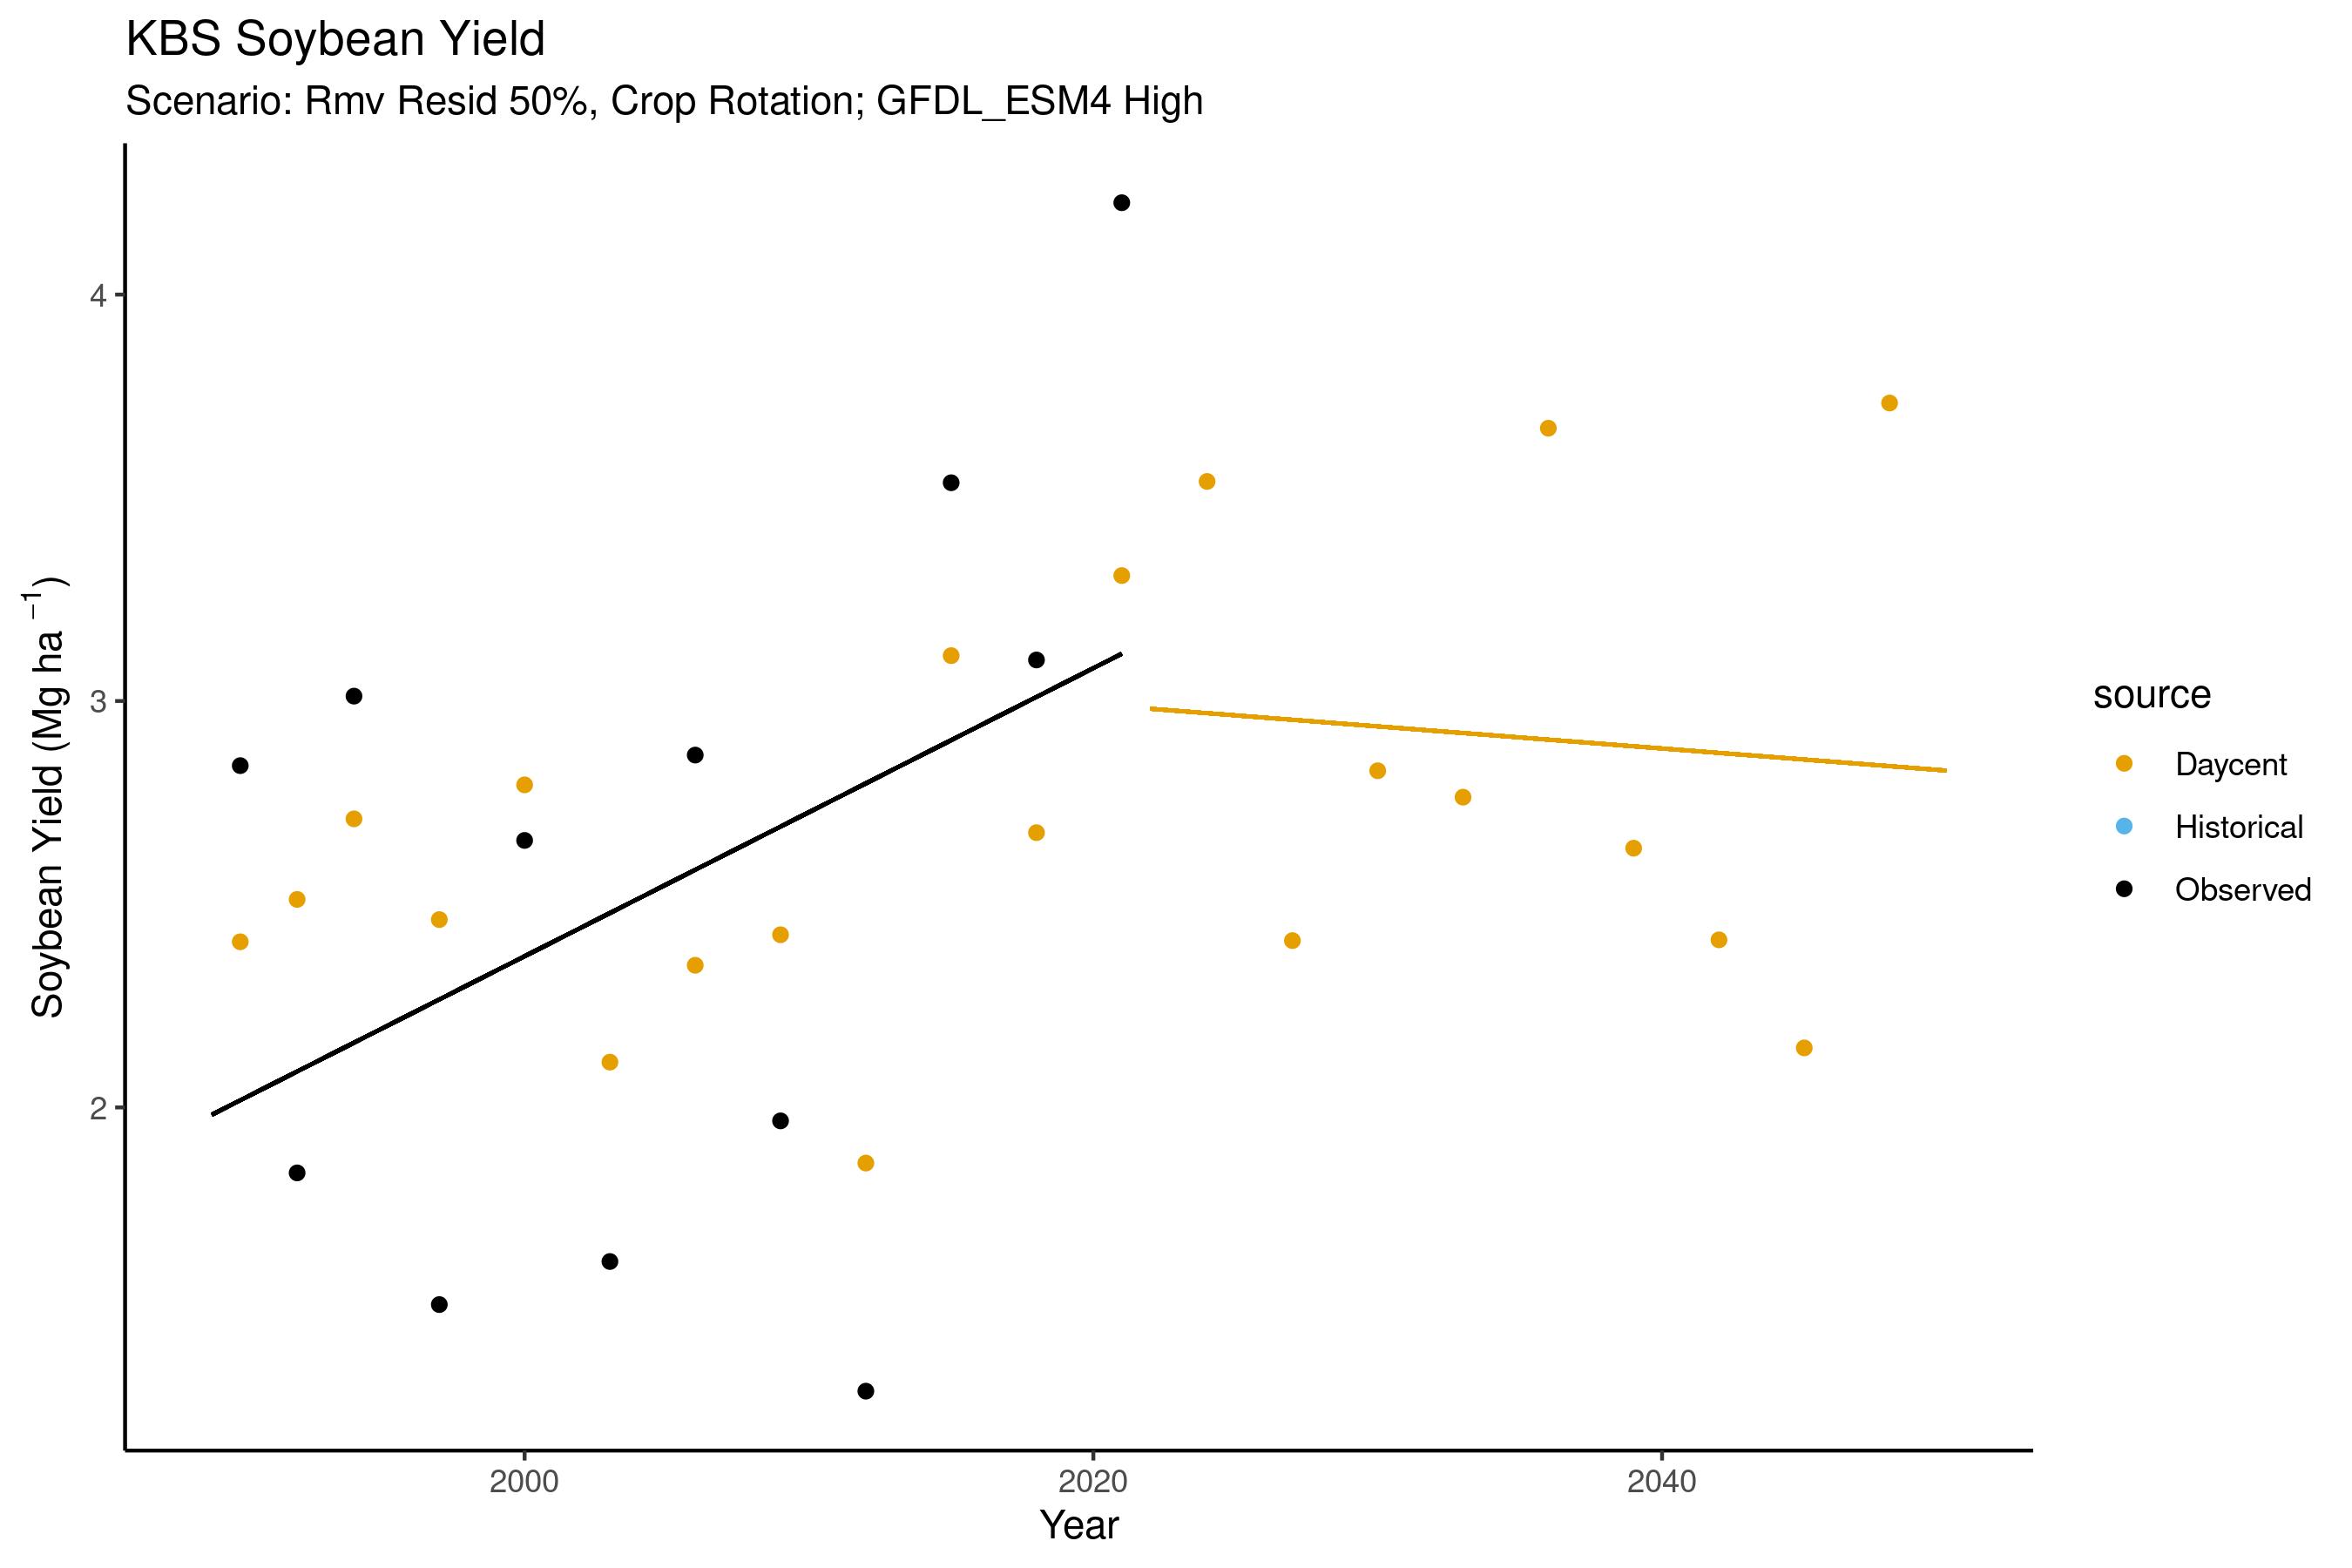 KBS Soybean Yield
Scenario: Rmv Resid 50%, Crop Rotation; GFDL_ESM4 High
Soybean Yield (Mg ha⁻¹)
4
3
2
2000
2020
2040
Year
source
Daycent
Historical
Observed